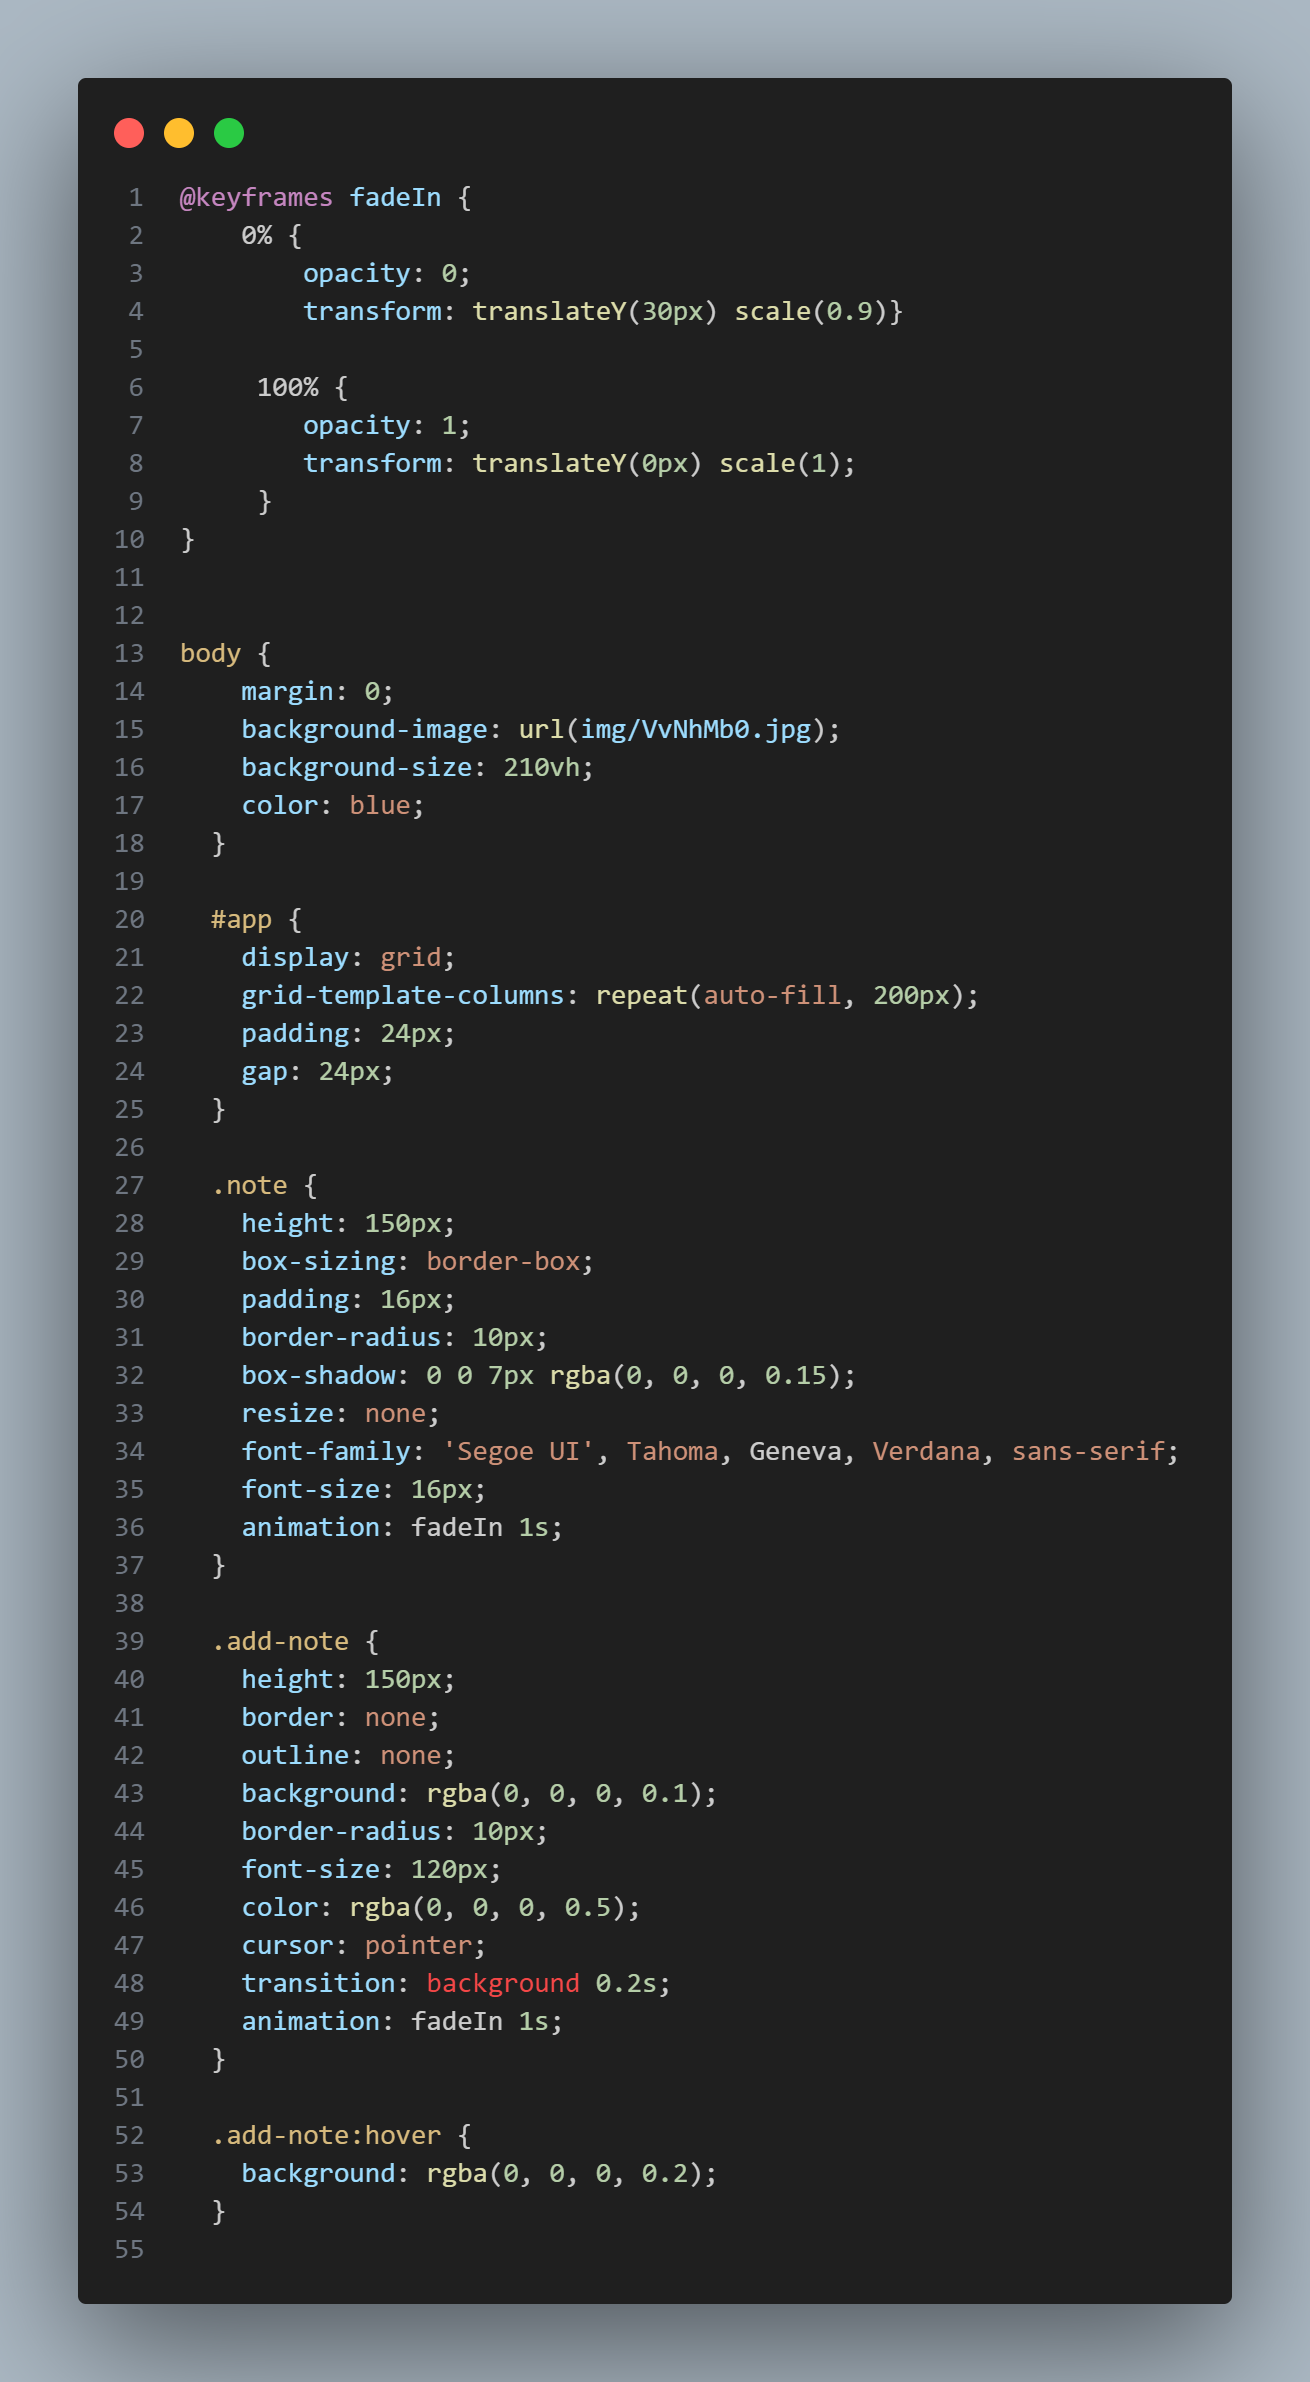 1 @keyframes fadeIn {
2     0% {
3         opacity: 0;
4         transform: translateY(30px) scale(0.9)}
5
6      100% {
7         opacity: 1;
8         transform: translateY(0px) scale(1);
9      }
10 }
11
12
13 body {
14     margin: 0;
15     background-image: url(img/VvNhMb0.jpg);
16     background-size: 210vh;
17     color: blue;
18   }
19
20   #app {
21     display: grid;
22     grid-template-columns: repeat(auto-fill, 200px);
23     padding: 24px;
24     gap: 24px;
25   }
26
27   .note {
28     height: 150px;
29     box-sizing: border-box;
30     padding: 16px;
31     border-radius: 10px;
32     box-shadow: 0 0 7px rgba(0, 0, 0, 0.15);
33     resize: none;
34     font-family: 'Segoe UI', Tahoma, Geneva, Verdana, sans-serif;
35     font-size: 16px;
36     animation: fadeIn 1s;
37   }
38
39   .add-note {
40     height: 150px;
41     border: none;
42     outline: none;
43     background: rgba(0, 0, 0, 0.1);
44     border-radius: 10px;
45     font-size: 120px;
46     color: rgba(0, 0, 0, 0.5);
47     cursor: pointer;
48     transition: background 0.2s;
49     animation: fadeIn 1s;
50   }
51
52   .add-note:hover {
53     background: rgba(0, 0, 0, 0.2);
54   }
55